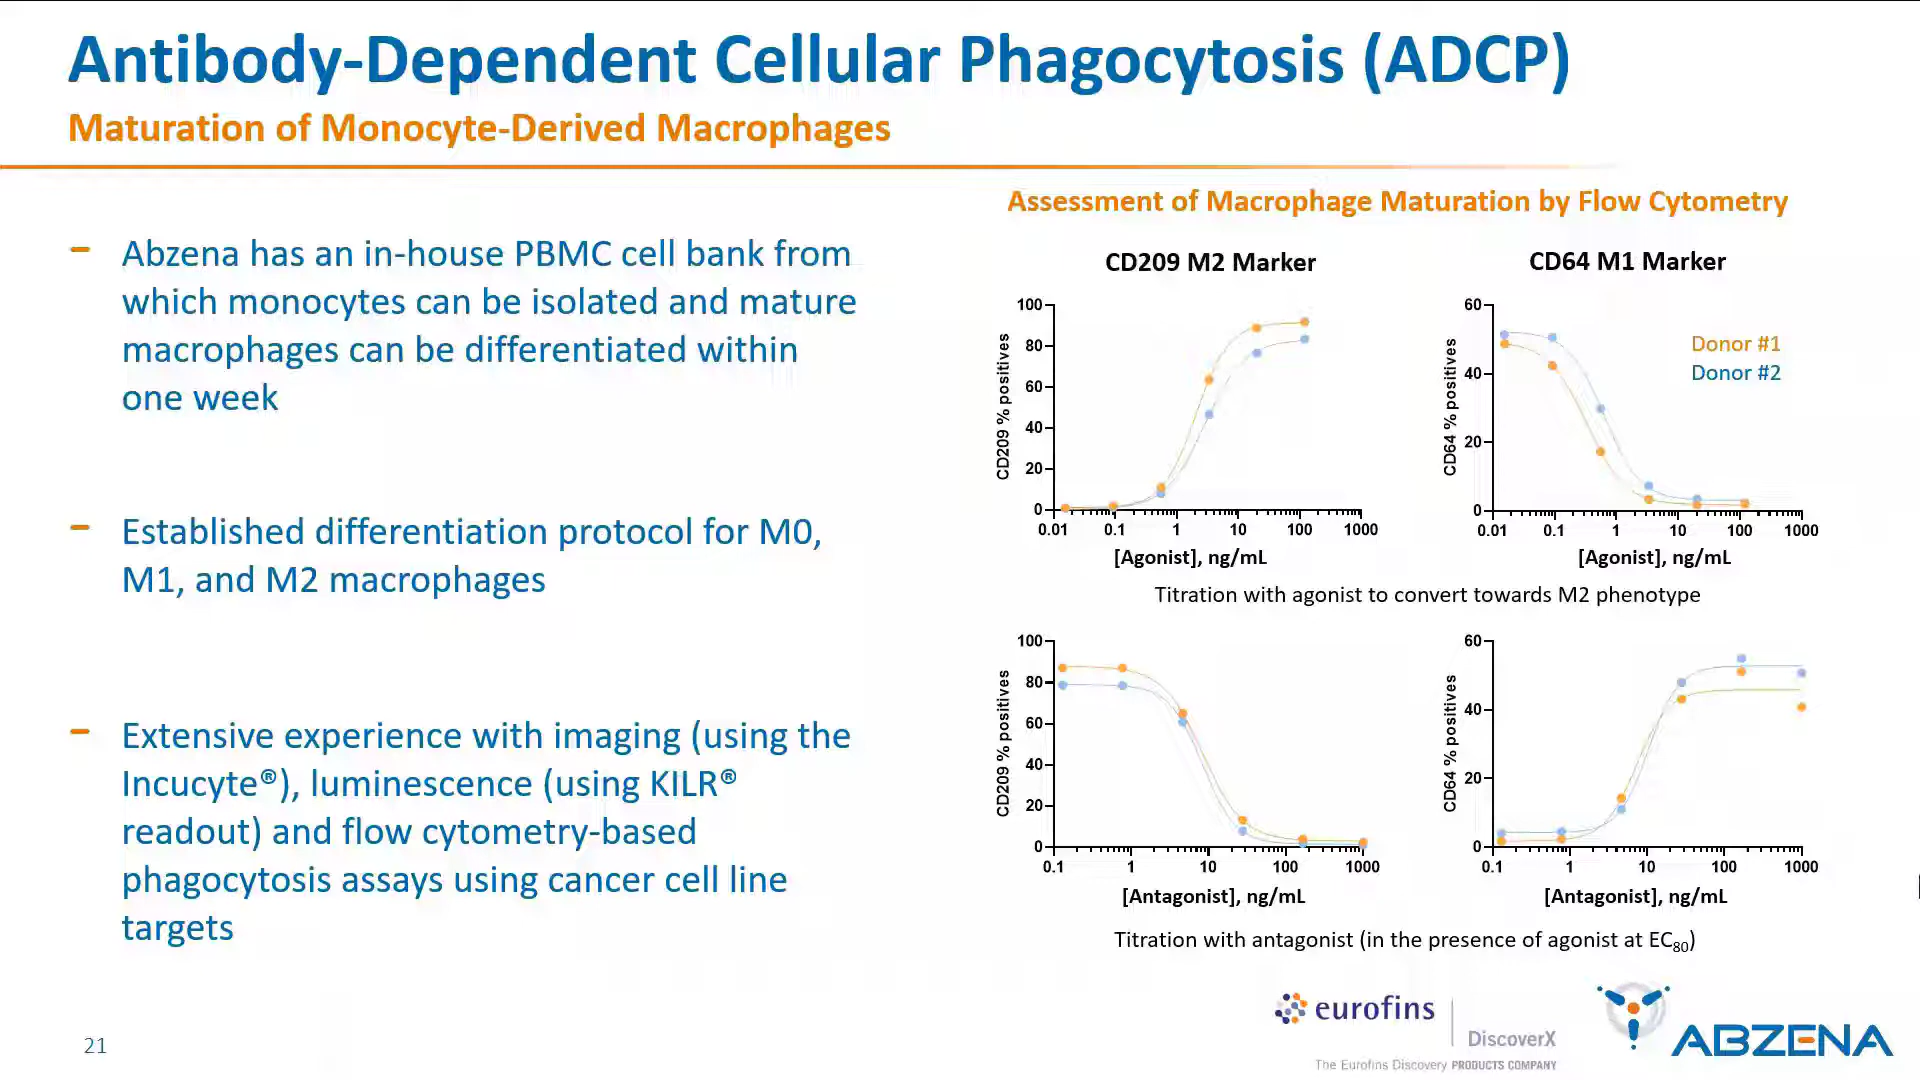 Antibody-Dependent Cellular Phagocytosis (ADCP)
Maturation of Monocyte-Derived Macrophages
– Abzena has an in-house PBMC cell bank from
which monocytes can be isolated and mature
macrophages can be differentiated within
one week
– Established differentiation protocol for M0,
M1, and M2 macrophages
– Extensive experience with imaging (using the
Incucyte®), luminescence (using KILR®
readout) and flow cytometry-based
phagocytosis assays using cancer cell line
targets
Assessment of Macrophage Maturation by Flow Cytometry
CD209 M2 Marker
CD209 % positives
100
80
60
40
20
0
0.01 0.1 1 10 100 1000
[Agonist], ng/mL
CD64 M1 Marker
CD64 % positives
60
40
20
0
0.01 0.1 1 10 100 1000
[Agonist], ng/mL
Donor #1
Donor #2
Titration with agonist to convert towards M2 phenotype
CD209 % positives
100
80
60
40
20
0
0.1 1 10 100 1000
[Antagonist], ng/mL
CD64 % positives
60
40
20
0
0.1 1 10 100 1000
[Antagonist], ng/mL
Titration with antagonist (in the presence of agonist at EC80)
21
eurofins
DiscoverX
The Eurofins Discovery PRODUCTS COMPANY
ABZENA